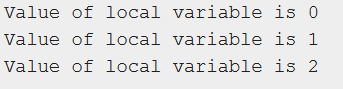 Value of local variable is 0
Value of local variable is 1
Value of local variable is 2